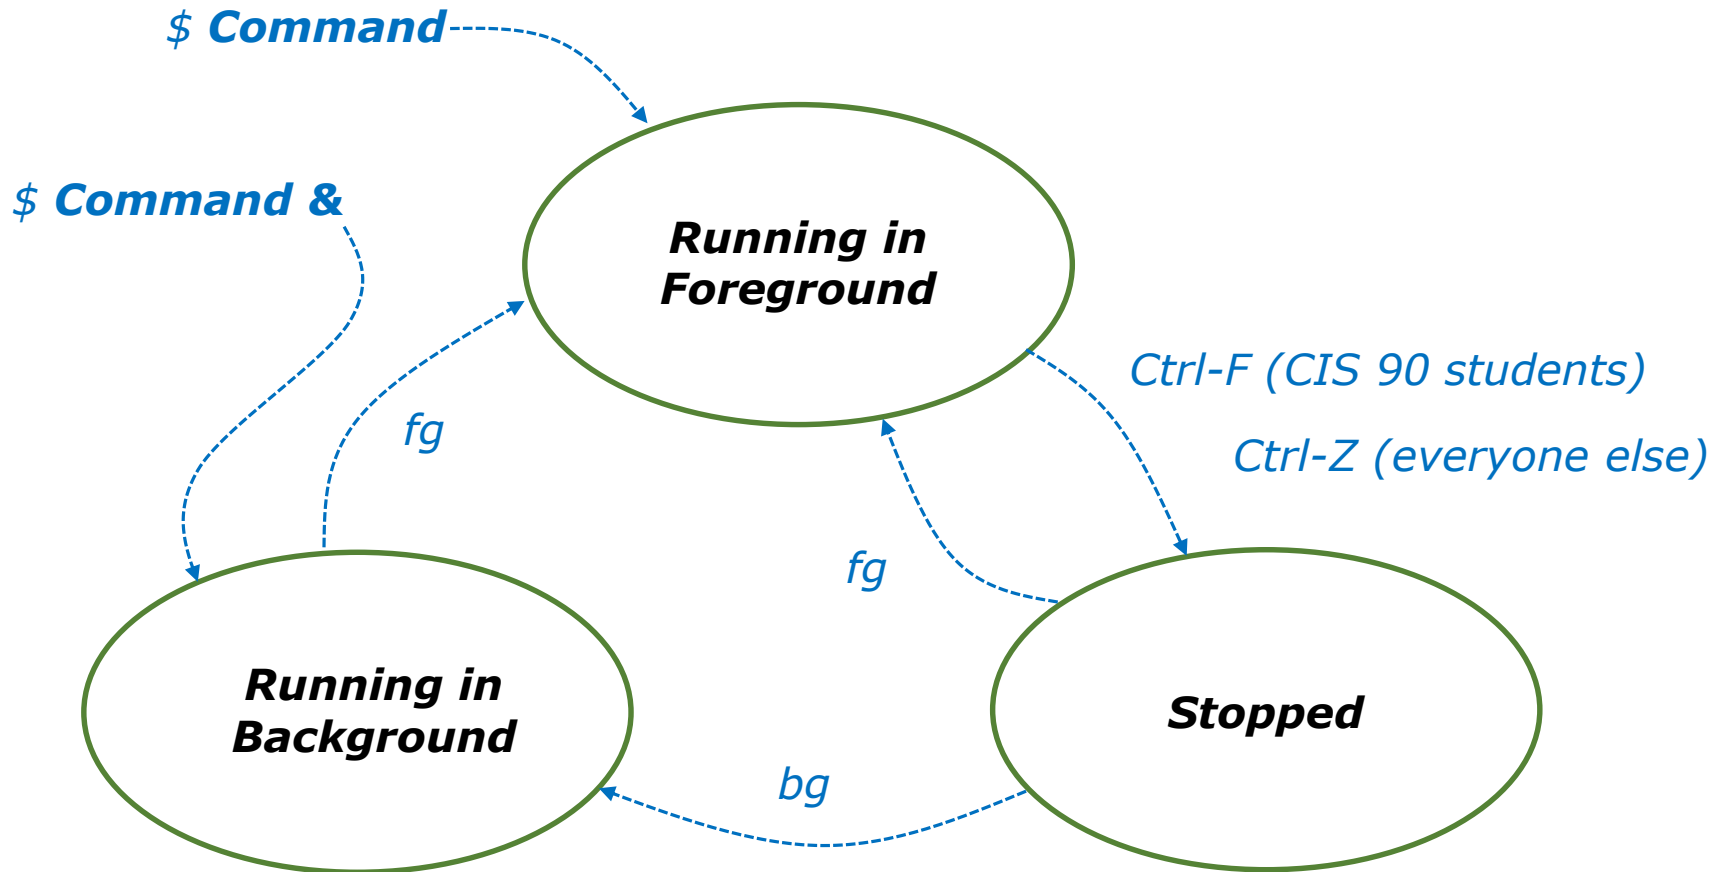 $ Command
$ Command &
Running in
Foreground
Ctrl-F (CIS 90 students)
Ctrl-Z (everyone else)
fg
fg
Running in
Background
Stopped
bg